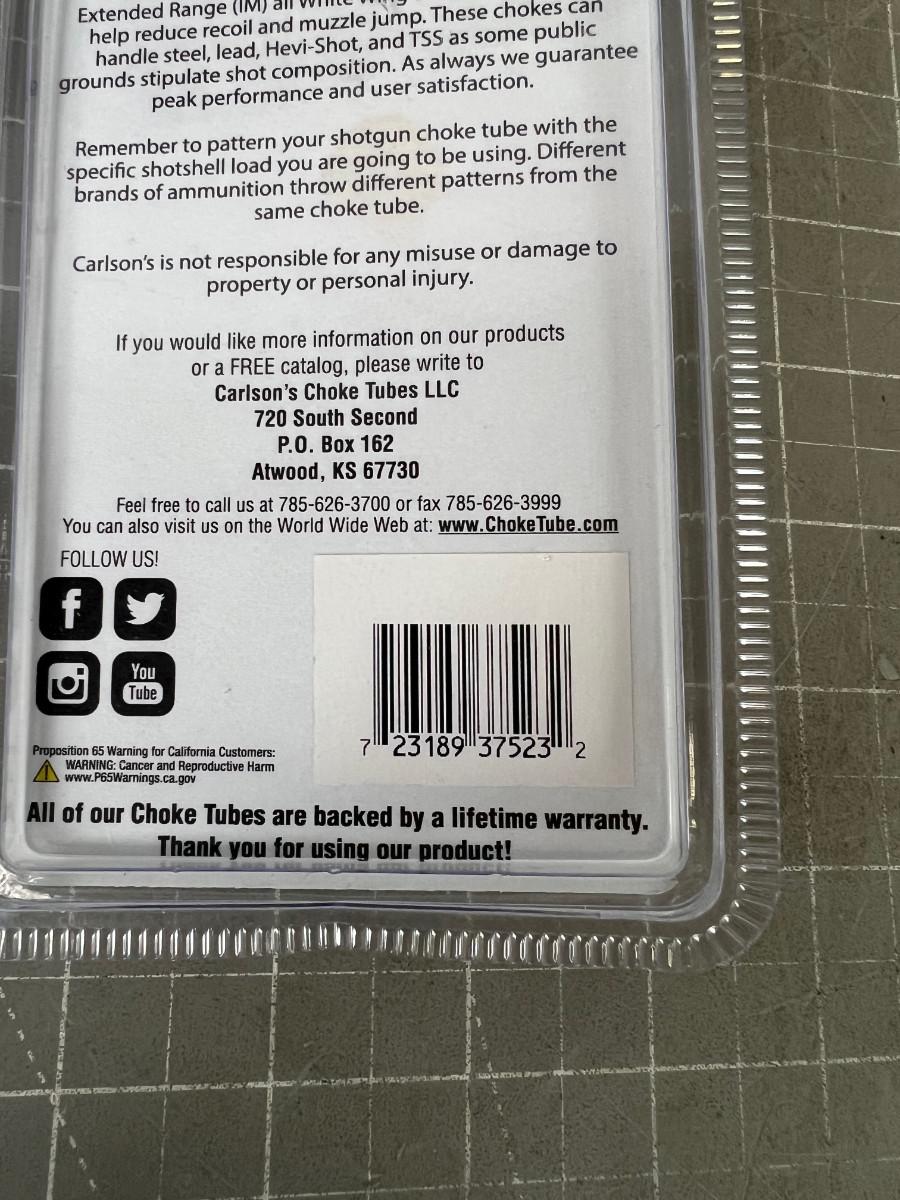 Extended Range (IM) all White Wing
help reduce recoil and muzzle jump. These chokes can
handle steel, lead, Hevi-Shot, and TSS as some public
grounds stipulate shot composition. As always we guarantee
peak performance and user satisfaction.
Remember to pattern your shotgun choke tube with the
specific shotshell load you are going to be using. Different
brands of ammunition throw different patterns from the
same choke tube.
Carlson's is not responsible for any misuse or damage to
property or personal injury.
If you would like more information on our products
or a FREE catalog, please write to
Carlson's Choke Tubes LLC
720 South Second
P.O. Box 162
Atwood, KS 67730
Feel free to call us at 785-626-3700 or fax 785-626-3999
You can also visit us on the World Wide Web at: www.ChokeTube.com
FOLLOW US!
f
You
Tube
7 23189 37523 2
Proposition 65 Warning for California Customers:
WARNING: Cancer and Reproductive Harm
www.P65Warnings.ca.gov
All of our Choke Tubes are backed by a lifetime warranty.
Thank you for using our product!